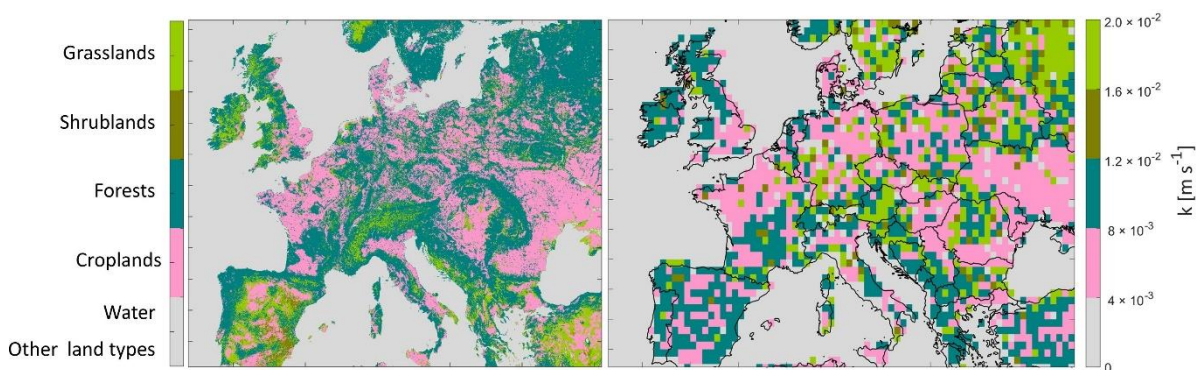 Grasslands
Shrublands
Forests
Croplands
Water
Other land types
2.0 × 10⁻²
1.6 × 10⁻²
1.2 × 10⁻²
8 × 10⁻³
4 × 10⁻³
0
k [m s⁻¹]